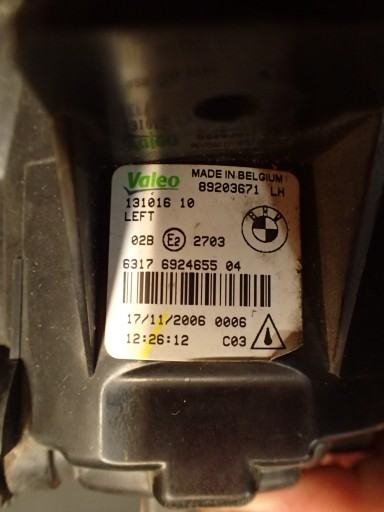 Valeo MADE IN BELGIUM
89203671 LH
131016 10
LEFT
BMW
02B E2 2703
6317 6924655 04
17/11/2006 0006
12:26:12 C03